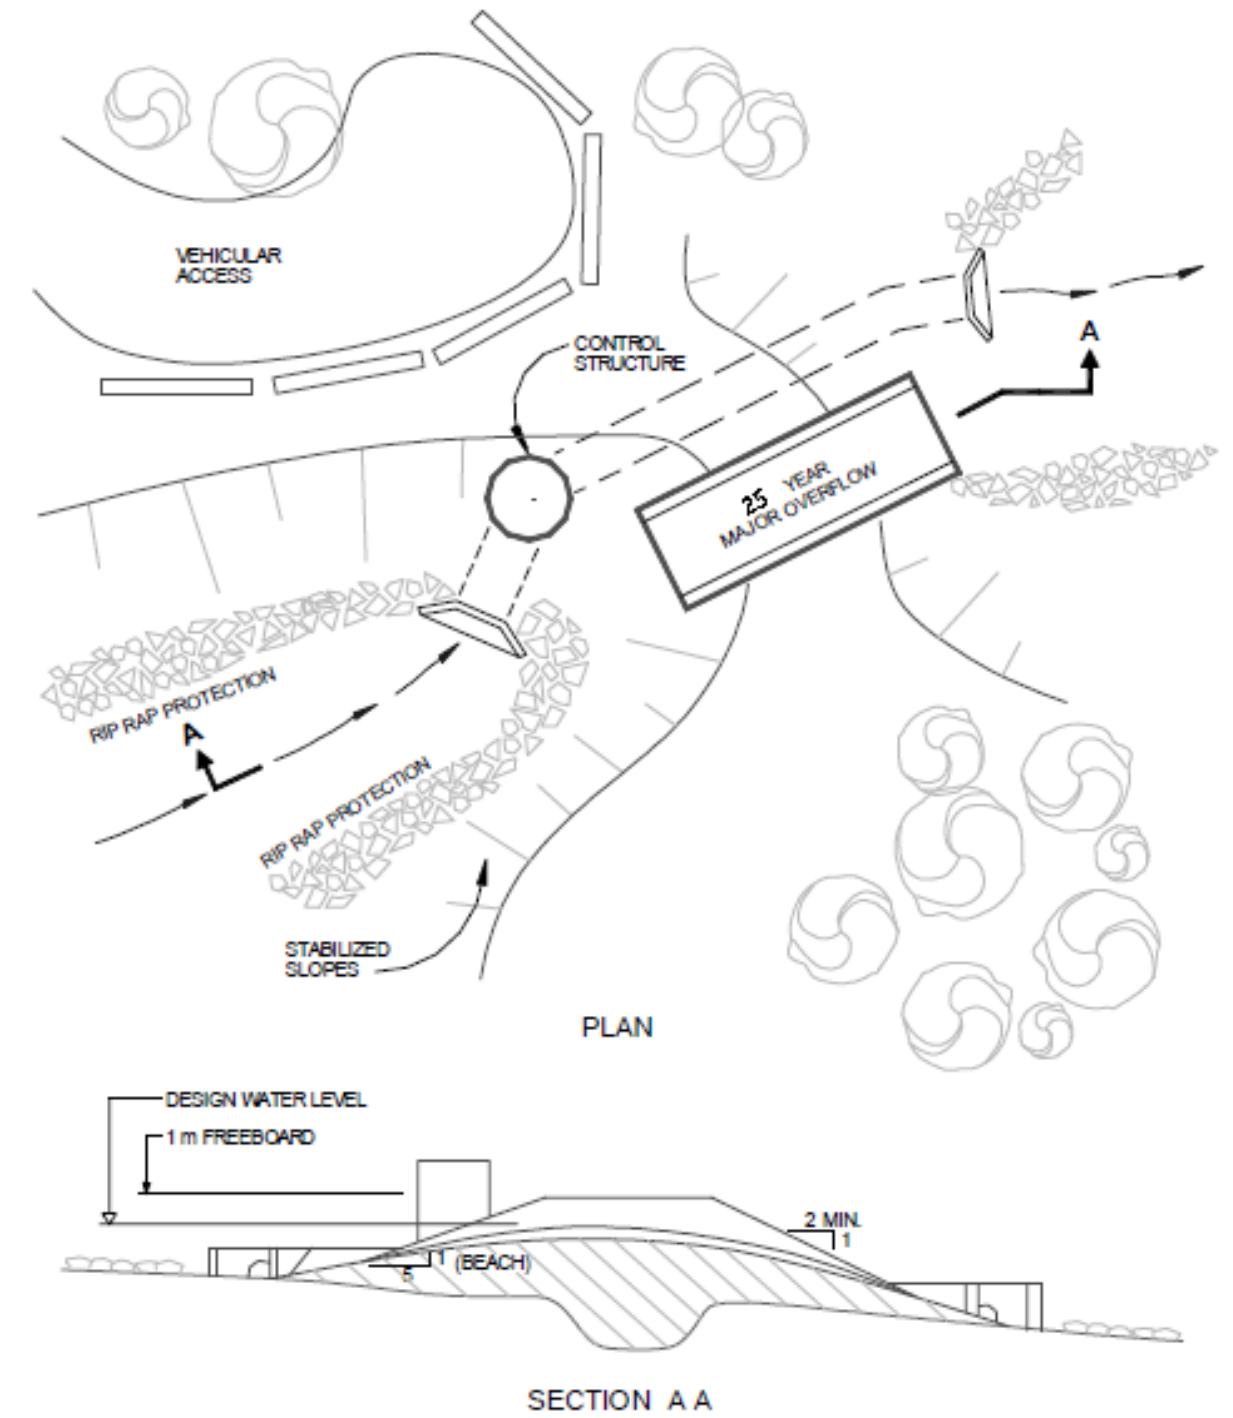 VEHICULAR
ACCESS
CONTROL
STRUCTURE
A
25 YEAR
MAJOR OVERFLOW
RIP RAP PROTECTION
A
RIP RAP PROTECTION
STABILIZED
SLOPES
PLAN
DESIGN WATER LEVEL
1 m FREEBOARD
2 MIN.
1
1
(BEACH)
5
SECTION A A